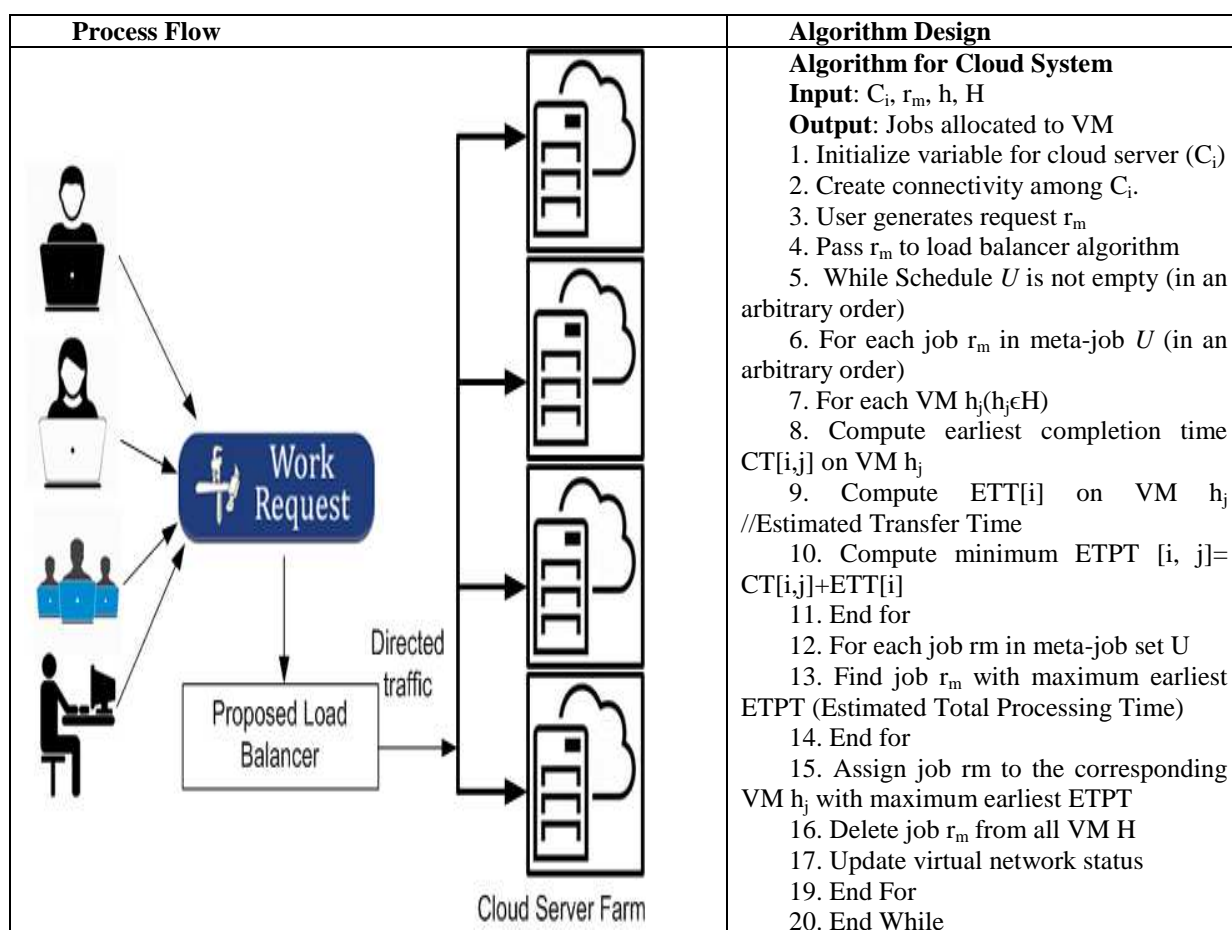 Process Flow
Algorithm Design
Work
Request
Directed
traffic
Proposed Load
Balancer
Cloud Server Farm
Algorithm for Cloud System
Input: Ci, rm, h, H
Output: Jobs allocated to VM
1. Initialize variable for cloud server (Ci)
2. Create connectivity among Ci.
3. User generates request rm
4. Pass rm to load balancer algorithm
5. While Schedule U is not empty (in an
arbitrary order)
6. For each job rm in meta-job U (in an
arbitrary order)
7. For each VM hj(hjϵH)
8. Compute earliest completion time
CT[i,j] on VM hj
9. Compute ETT[i] on VM hj
//Estimated Transfer Time
10. Compute minimum ETPT [i, j]=
CT[i,j]+ETT[i]
11. End for
12. For each job rm in meta-job set U
13. Find job rm with maximum earliest
ETPT (Estimated Total Processing Time)
14. End for
15. Assign job rm to the corresponding
VM hj with maximum earliest ETPT
16. Delete job rm from all VM H
17. Update virtual network status
19. End For
20. End While